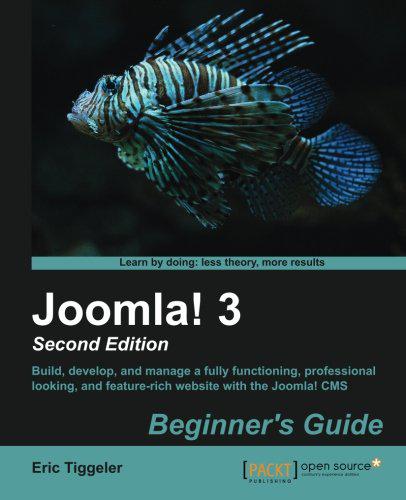 Learn by doing: less theory, more results
Joomla! 3
Second Edition
Build, develop, and manage a fully functioning, professional
looking, and feature-rich website with the Joomla! CMS
Beginner's Guide
Eric Tiggeler
[PACKT] open source*
PUBLISHING community experience distilled